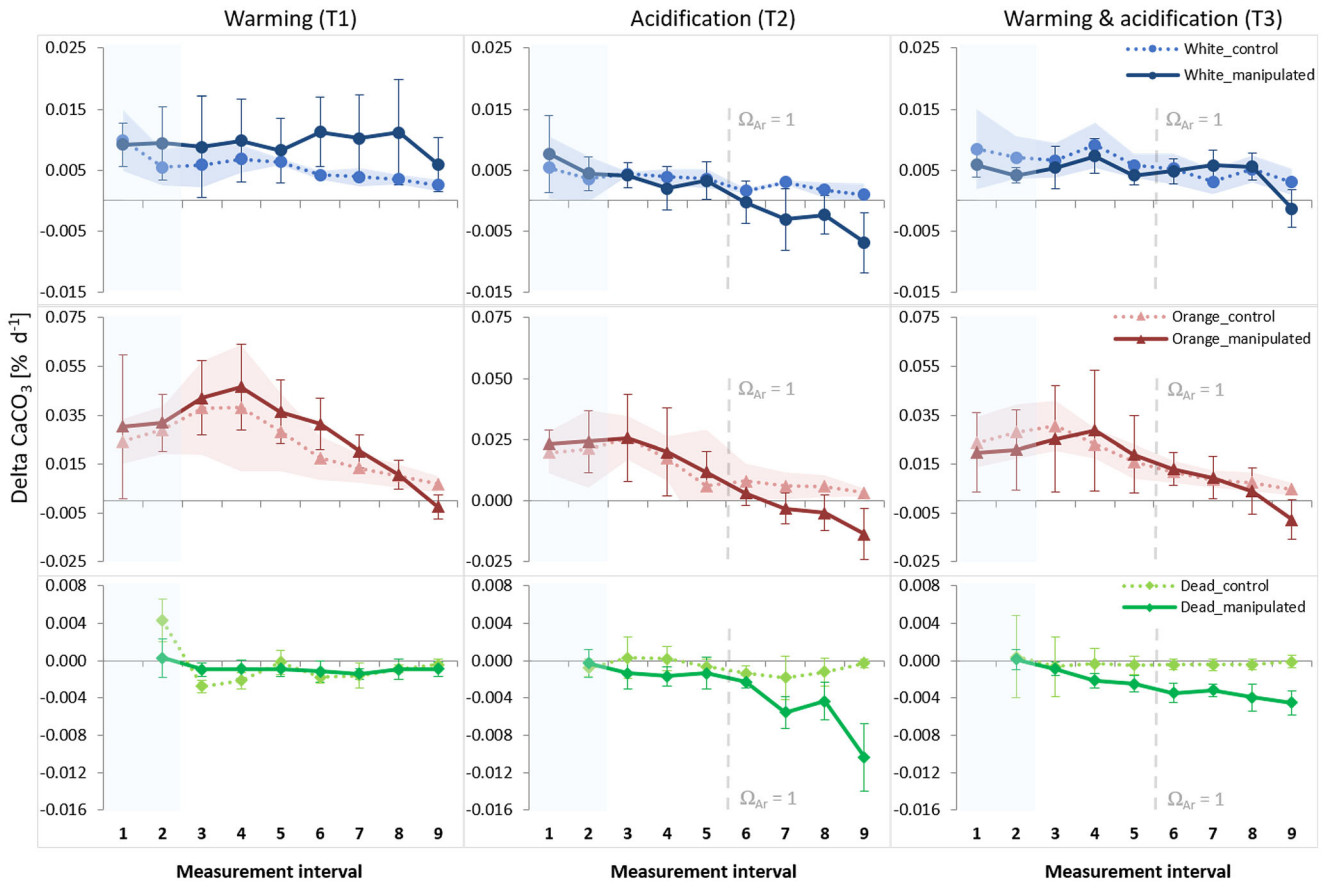 Warming (T1)
Acidification (T2)
Warming & acidification (T3)
Delta CaCO3 [% d-1]
0.025
0.015
0.005
-0.005
-0.015
0.025
0.015
0.005
-0.005
-0.015
ΩAr = 1
0.025
0.015
0.005
-0.005
-0.015
ΩAr = 1
White_control
White_manipulated
0.075
0.055
0.035
0.015
-0.005
-0.025
0.075
0.050
0.025
0.000
-0.025
ΩAr = 1
0.075
0.055
0.035
0.015
-0.005
-0.025
ΩAr = 1
Orange_control
Orange_manipulated
0.008
0.004
0.000
-0.004
-0.008
-0.012
-0.016
1 2 3 4 5 6 7 8 9
Measurement interval
0.008
0.004
0.000
-0.004
-0.008
-0.012
-0.016
ΩAr = 1
1 2 3 4 5 6 7 8 9
Measurement interval
0.008
0.004
0.000
-0.004
-0.008
-0.012
-0.016
Dead_control
Dead_manipulated
ΩAr = 1
1 2 3 4 5 6 7 8 9
Measurement interval